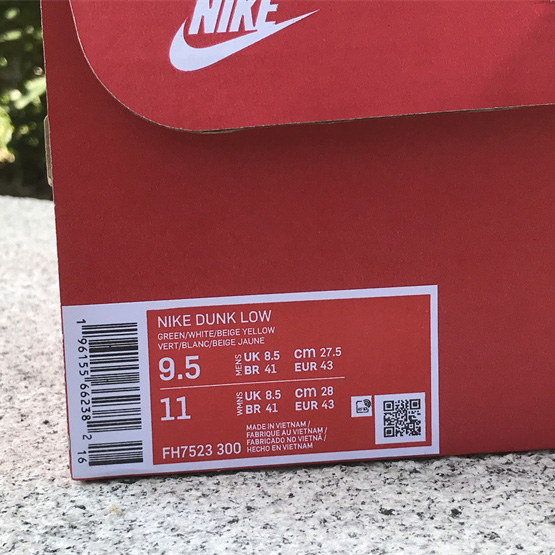 NIKE
NIKE DUNK LOW
GREEN/WHITE/BEIGE YELLOW
VERT/BLANC/BEIGE JAUNE
9.5 MENS UK 8.5 cm 27.5
BR 41 EUR 43
11 WMNS UK 8.5 cm 28
BR 41 EUR 43
MADE IN VIETNAM /
FABRIQUE AU VIETNAM /
FABRICADO NO VIETNÃ /
HECHO EN VIETNAM
FH7523 300
1 96155 66238 2 16